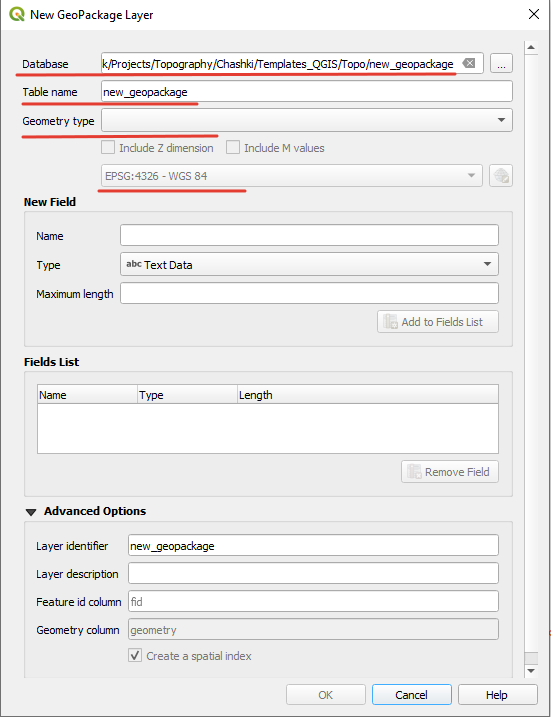 New GeoPackage Layer
Database k/Projects/Topography/Chashki/Templates_QGIS/Topo/new_geopackage ...
Table name new_geopackage
Geometry type
Include Z dimension Include M values
EPSG:4326 - WGS 84
New Field
Name
Type abc Text Data
Maximum length
Add to Fields List
Fields List
Name Type Length
Remove Field
Advanced Options
Layer identifier new_geopackage
Layer description
Feature id column fid
Geometry column geometry
Create a spatial index
OK Cancel Help